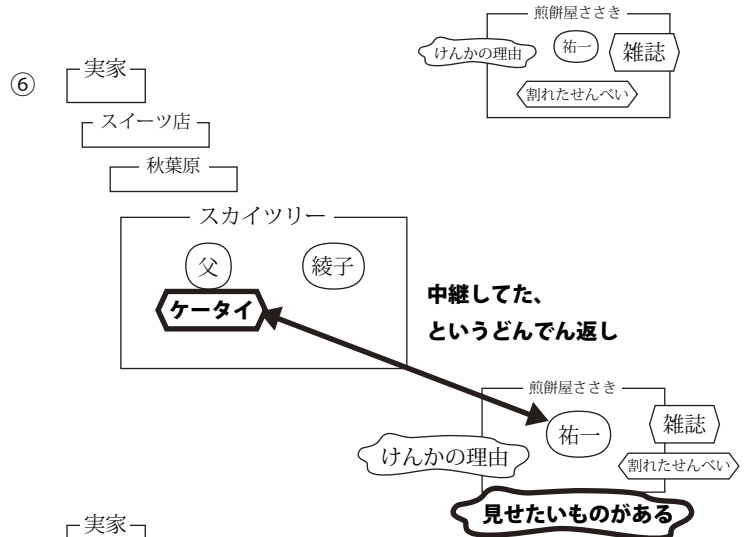 煎餅屋ささき
けんかの理由
祐一
雑誌
割れたせんべい
⑥
実家
スイーツ店
秋葉原
スカイツリー
父
綾子
ケータイ
中継してた、
というどんでん返し
煎餅屋ささき
祐一
雑誌
けんかの理由
割れたせんべい
見せたいものがある
実家